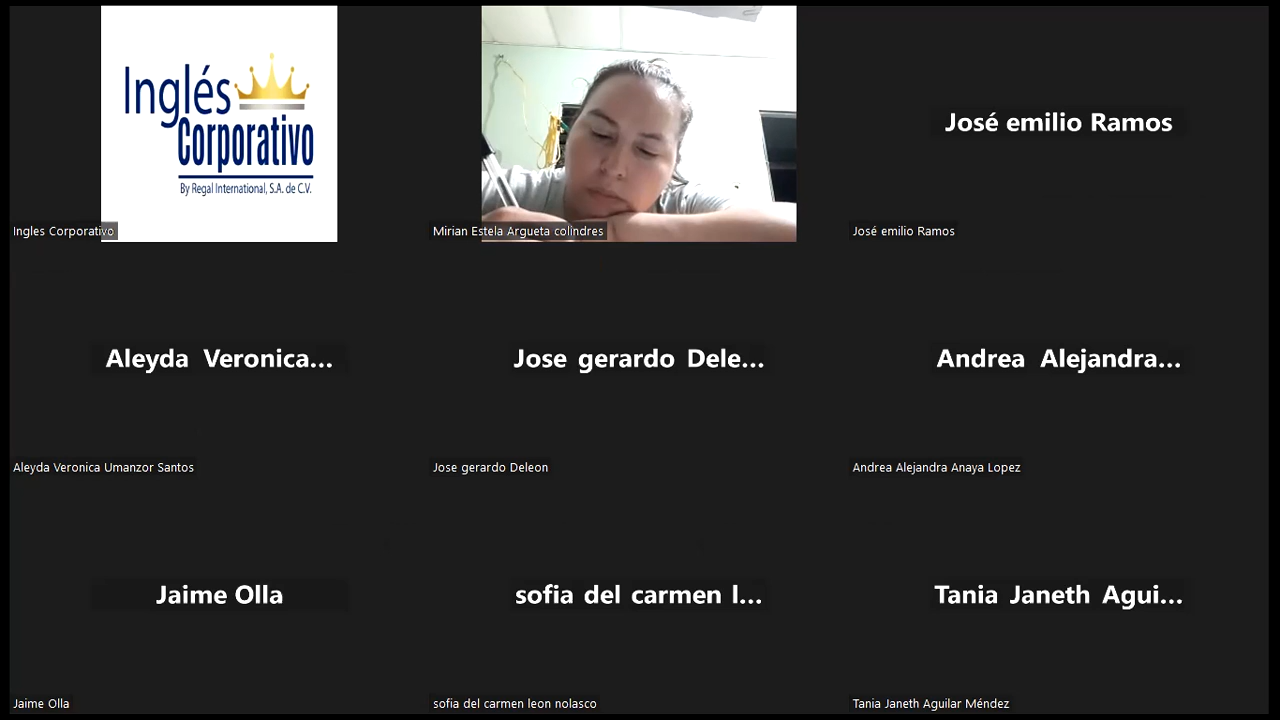 Inglés
Corporativo
By Regal International, S.A. de C.V.
Ingles Corporativo
Mirian Estela Argueta colindres
José emilio Ramos
José emilio Ramos
Aleyda Veronica...
Jose gerardo Dele...
Andrea Alejandra...
Aleyda Veronica Umanzor Santos
Jose gerardo Deleon
Andrea Alejandra Anaya Lopez
Jaime Olla
sofia del carmen l...
Tania Janeth Agui...
Jaime Olla
sofia del carmen leon nolasco
Tania Janeth Aguilar Méndez